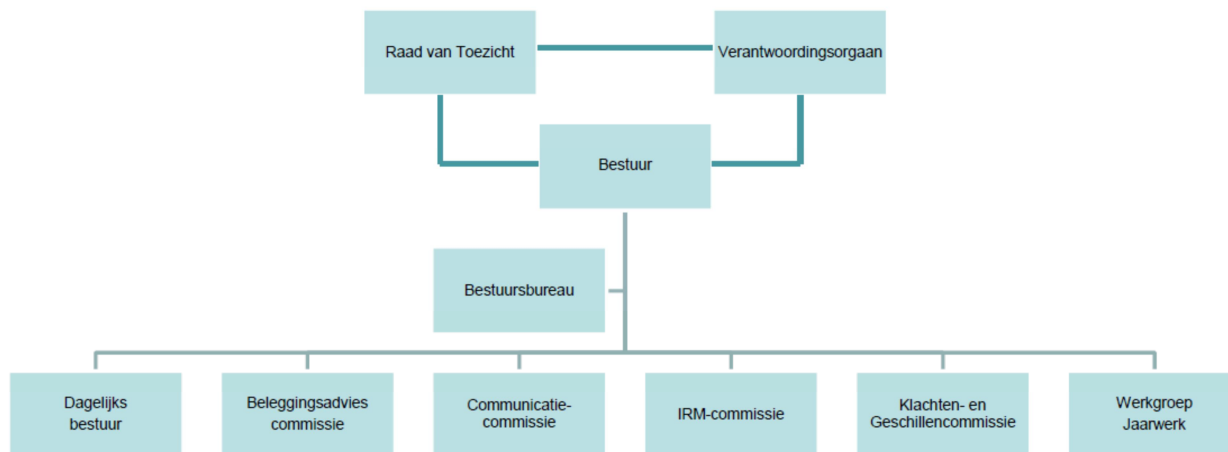 Raad van Toezicht
Verantwoordingsorgaan
Bestuur
Bestuursbureau
Dagelijks
bestuur
Beleggingsadvies
commissie
Communicatie-
commissie
IRM-commissie
Klachten- en
Geschillencommissie
Werkgroep
Jaarwerk